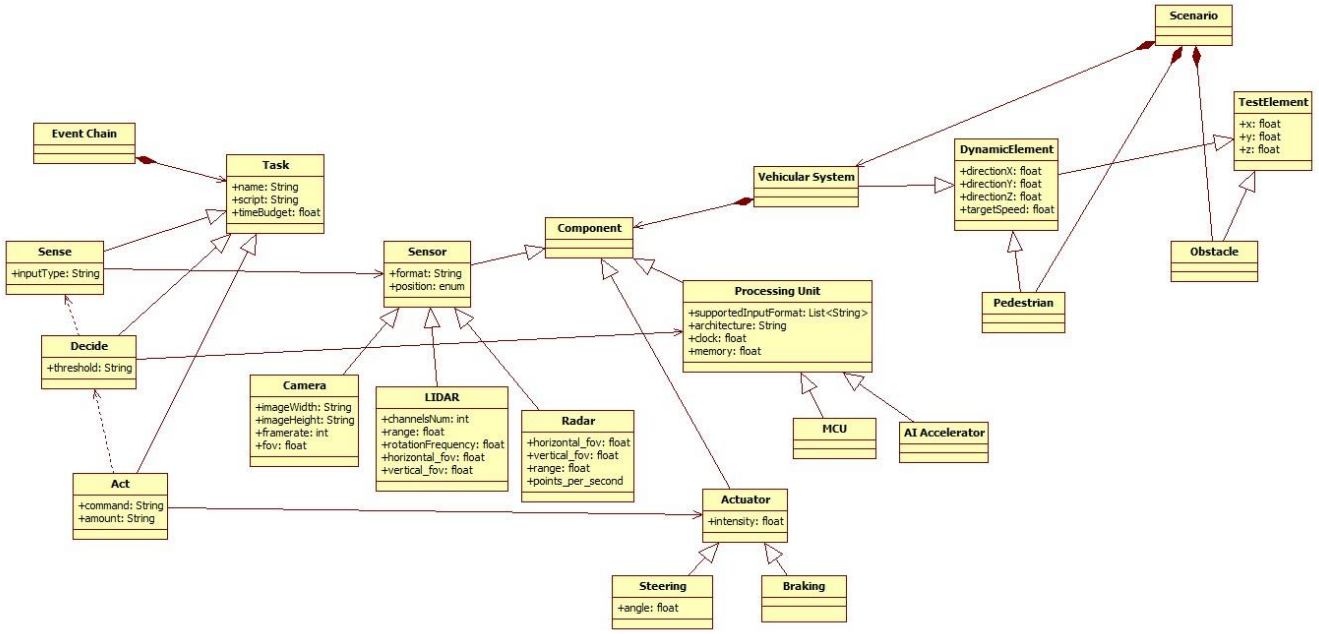 Scenario
TestElement
+x: float
+y: float
+z: float
Event Chain
Task
+name: String
+script: String
+timeBudget: float
DynamicElement
+directionX: float
+directionY: float
+directionZ: float
+targetSpeed: float
Vehicular System
Component
Sense
+inputType: String
Sensor
+format: String
+position: enum
Obstacle
Processing Unit
+supportedInputFormat: List<String>
+architecture: String
+clock: float
+memory: float
Pedestrian
Decide
+threshold: String
Camera
+imageWidth: String
+imageHeight: String
+framerate: int
+fov: float
LIDAR
+channelsNum: int
+range: float
+rotationFrequency: float
+horizontal_fov: float
+vertical_fov: float
Radar
+horizontal_fov: float
+vertical_fov: float
+range: float
+points_per_second
MCU
AI Accelerator
Act
+command: String
+amount: String
Actuator
+intensity: float
Steering
+angle: float
Braking